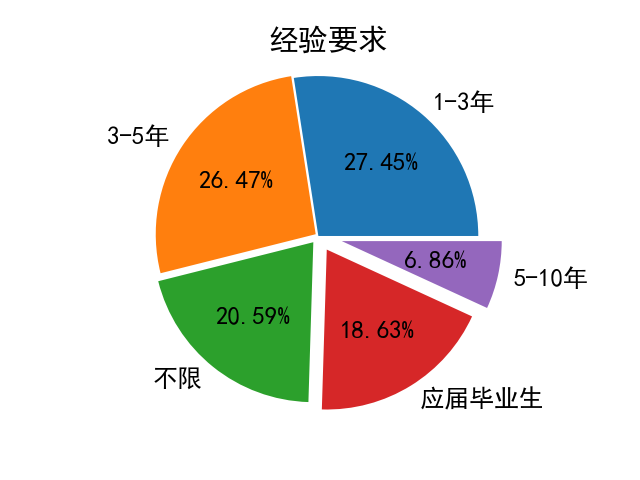 经验要求
1-3年
3-5年
27.45%
26.47%
6.86%
5-10年
20.59%
18.63%
不限
应届毕业生